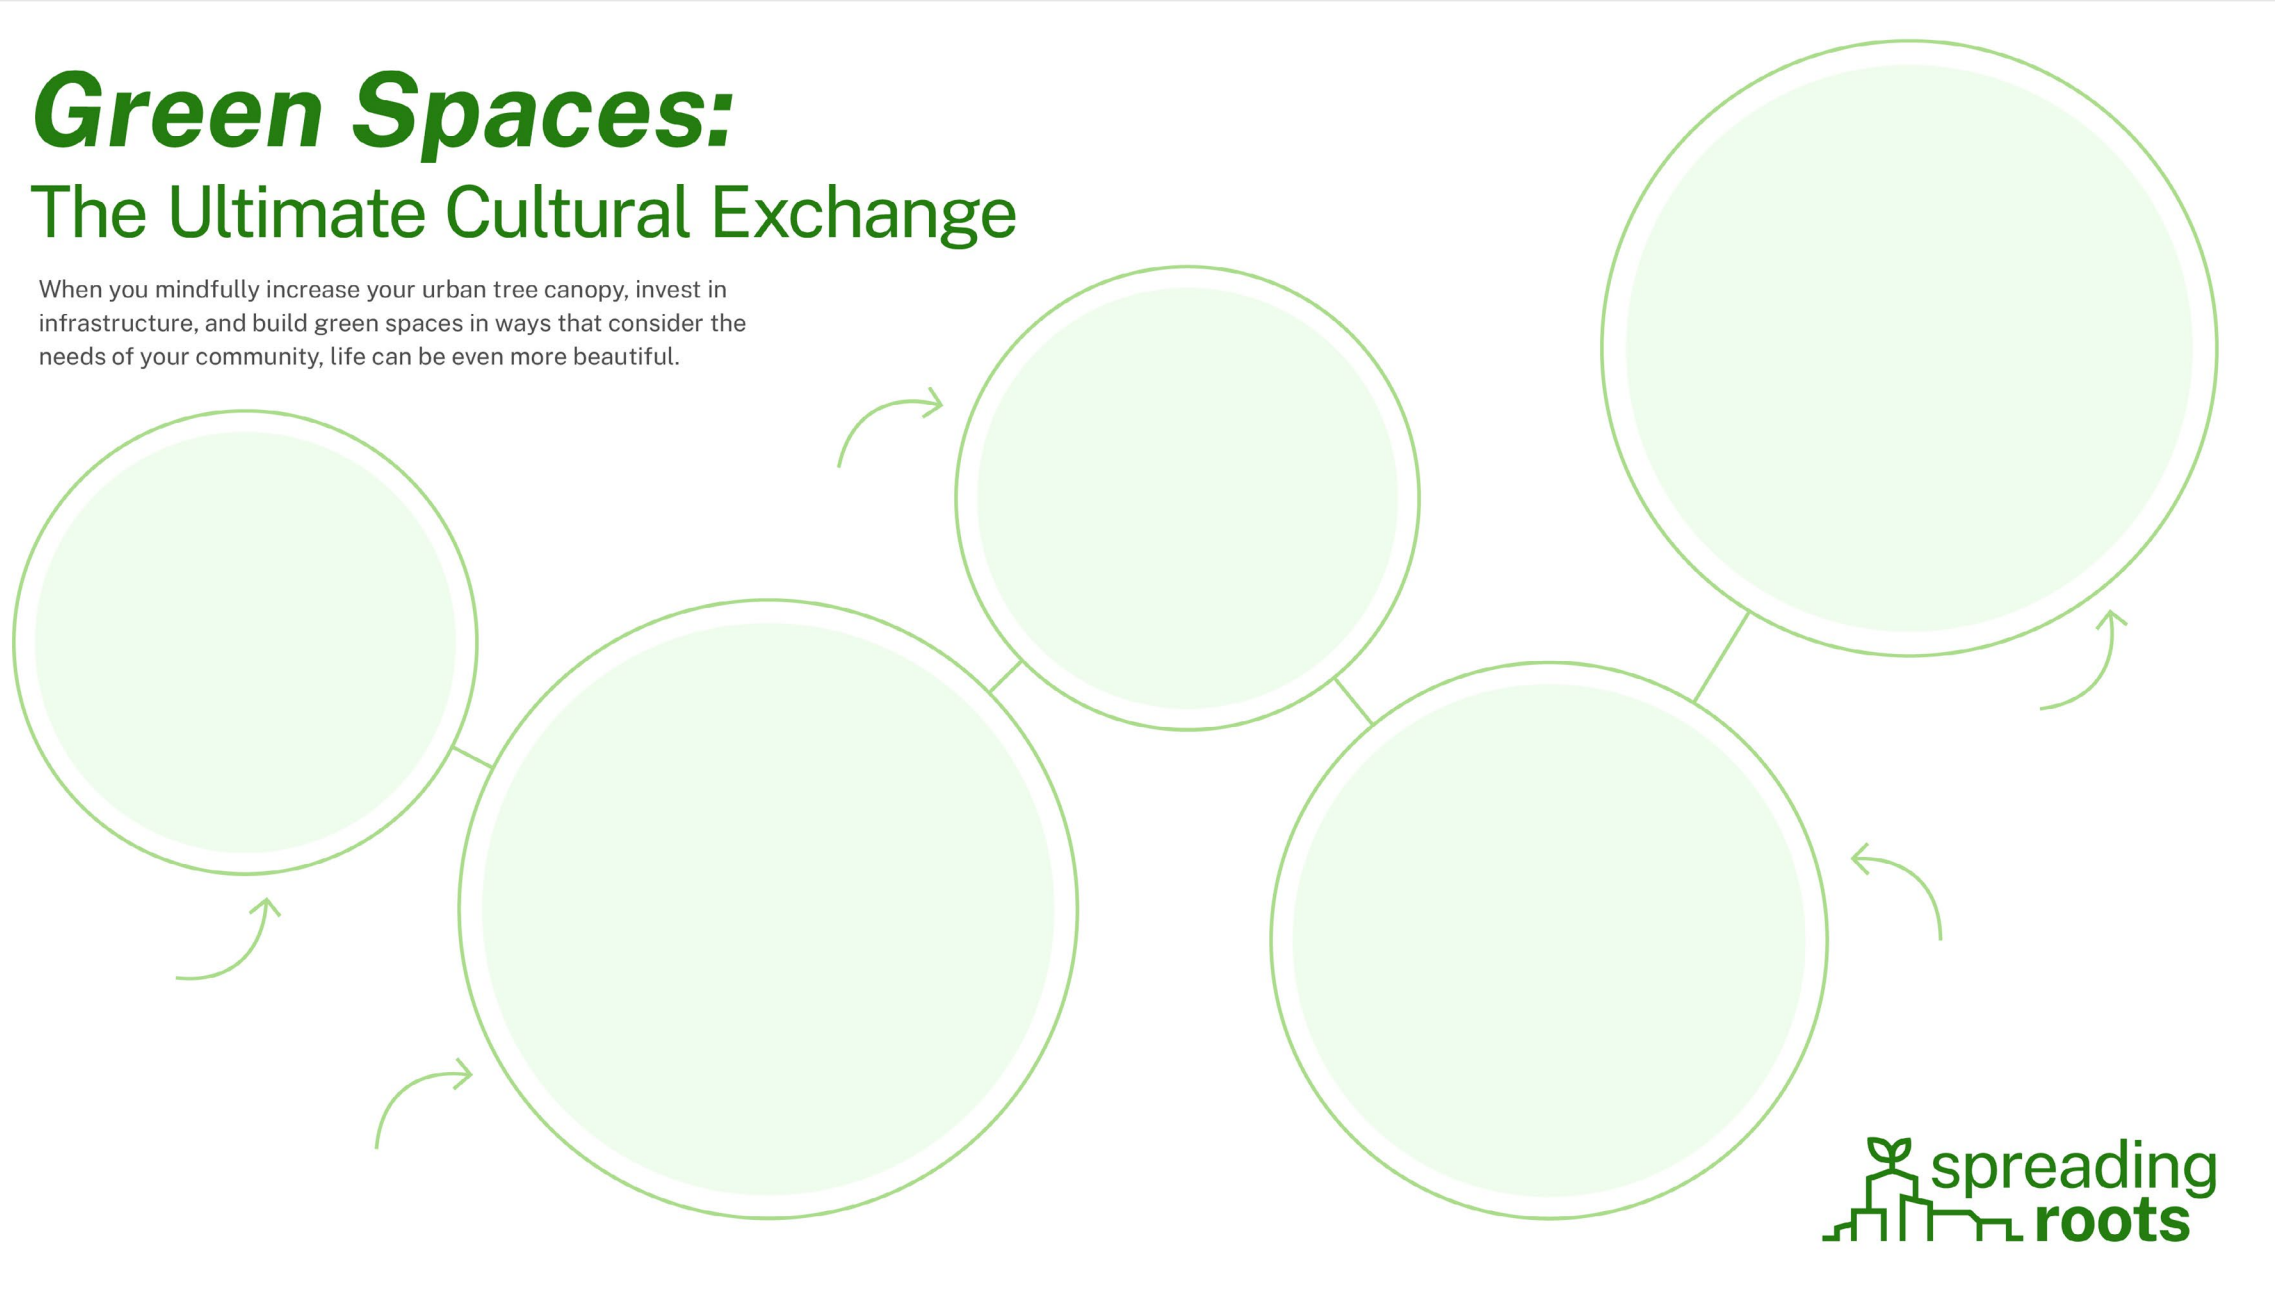 Green Spaces:
The Ultimate Cultural Exchange
When you mindfully increase your urban tree canopy, invest in
infrastructure, and build green spaces in ways that consider the
needs of your community, life can be even more beautiful.
spreading
roots